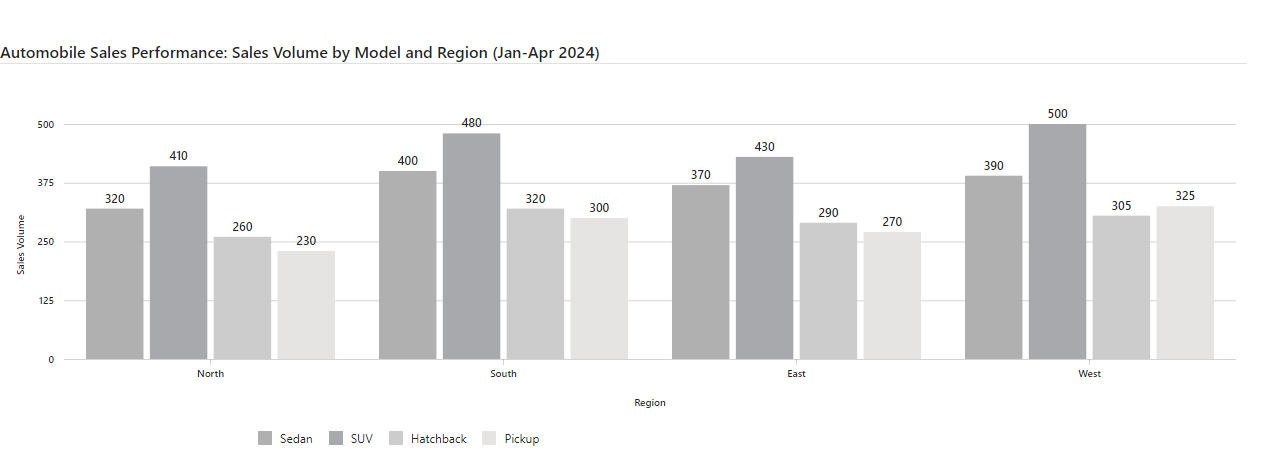 Automobile Sales Performance: Sales Volume by Model and Region (Jan-Apr 2024)
Sales Volume
500
375
250
125
0
320 410 260 230
400 480 320 300
370 430 290 270
390 500 305 325
North South East West
Region
Sedan SUV Hatchback Pickup